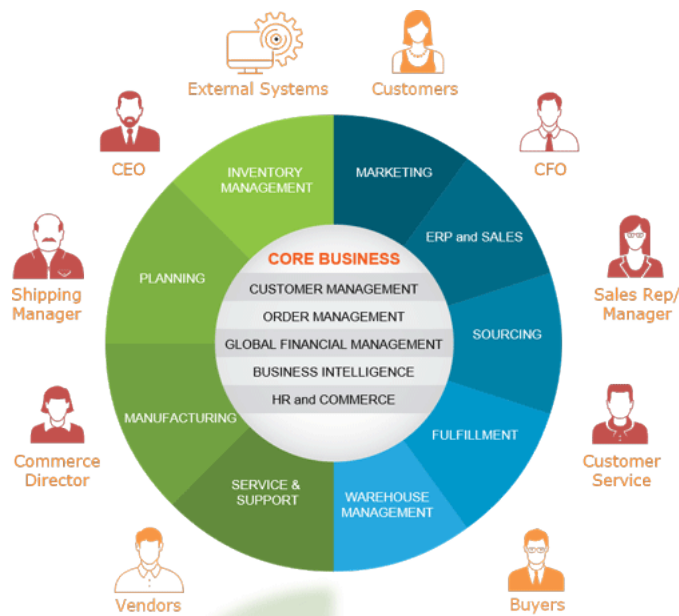 External Systems
Customers
CEO
CFO
INVENTORY
MANAGEMENT
MARKETING
ERP and SALES
PLANNING
CORE BUSINESS
CUSTOMER MANAGEMENT
ORDER MANAGEMENT
GLOBAL FINANCIAL MANAGEMENT
BUSINESS INTELLIGENCE
HR and COMMERCE
SOURCING
Shipping
Manager
Sales Rep/
Manager
MANUFACTURING
FULFILLMENT
Commerce
Director
Customer
Service
SERVICE &
SUPPORT
WAREHOUSE
MANAGEMENT
Vendors
Buyers